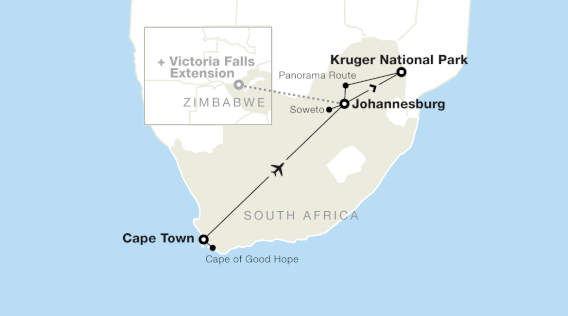 + Victoria Falls
Extension
ZIMBABWE
Kruger National Park
Panorama Route
Johannesburg
Soweto
SOUTH AFRICA
Cape Town
Cape of Good Hope